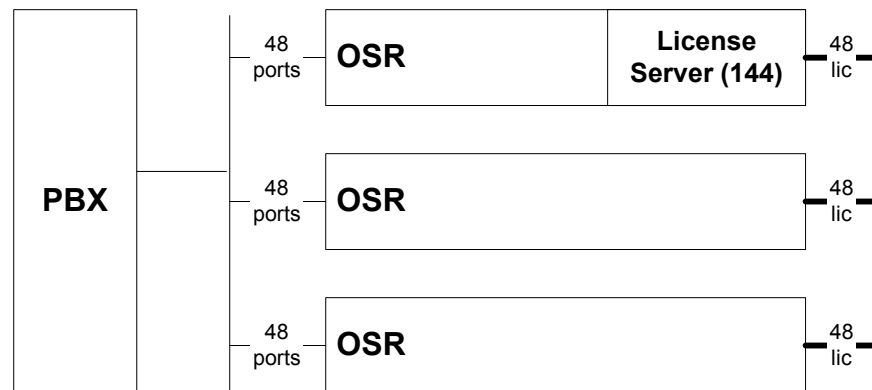 48
ports
OSR
License
Server (144)
48
lic
PBX
48
ports
OSR
48
lic
48
ports
OSR
48
lic